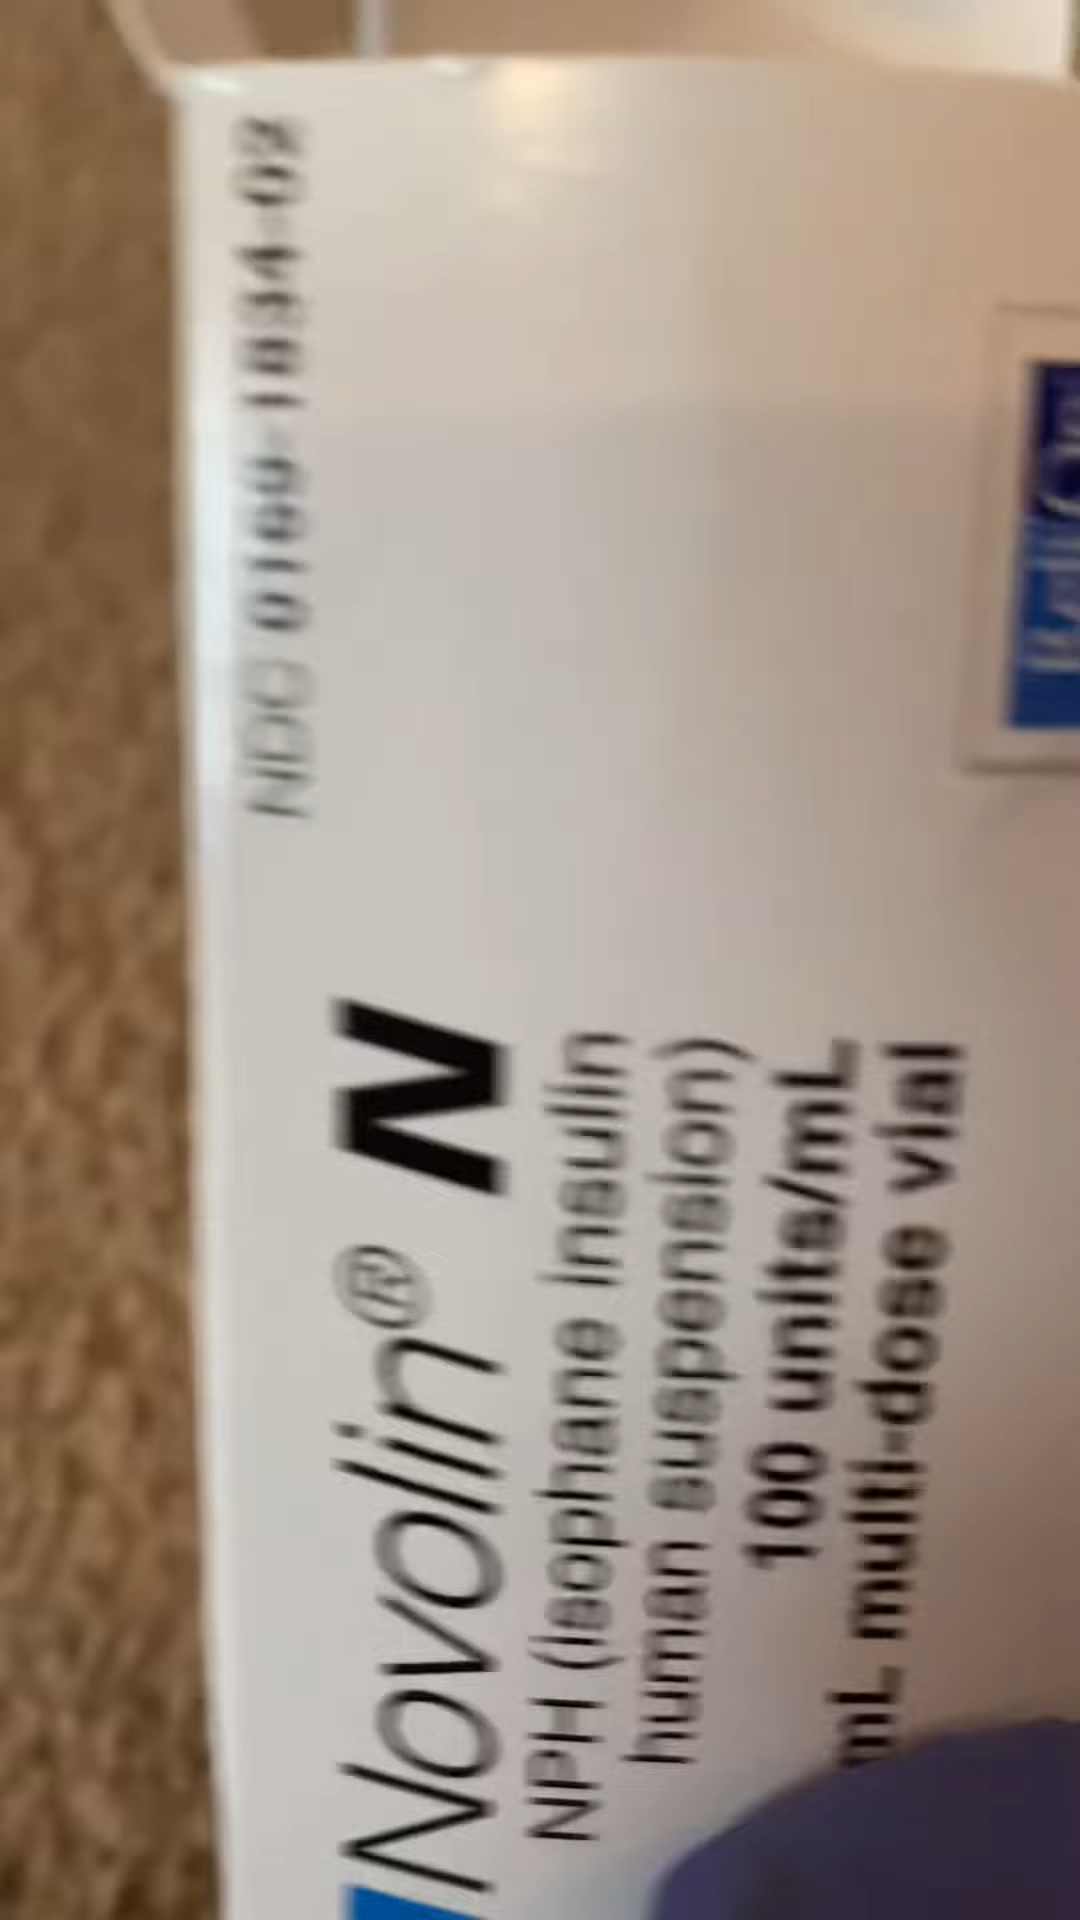 NDC 0169-1834-02
Novolin® N
NPH (isophane insulin
human suspension)
100 units/mL
mL multi-dose vial